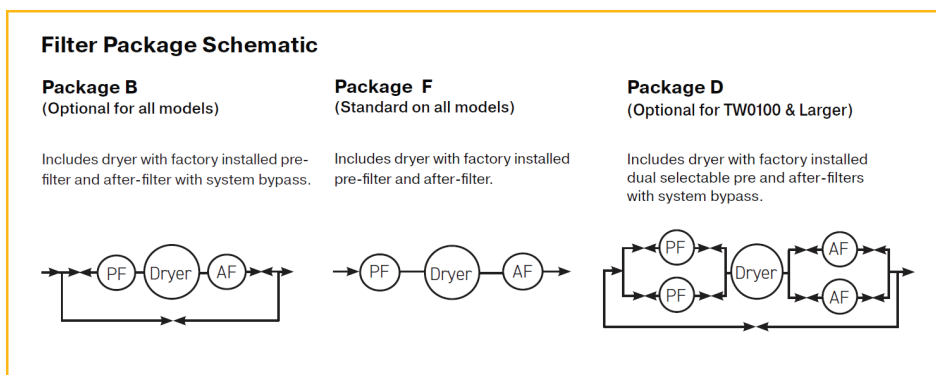 Filter Package Schematic
Package B
(Optional for all models)
Includes dryer with factory installed pre-
filter and after-filter with system bypass.
PF
Dryer
AF
Package F
(Standard on all models)
Includes dryer with factory installed
pre-filter and after-filter.
PF
Dryer
AF
Package D
(Optional for TW0100 & Larger)
Includes dryer with factory installed
dual selectable pre and after-filters
with system bypass.
PF
PF
Dryer
AF
AF